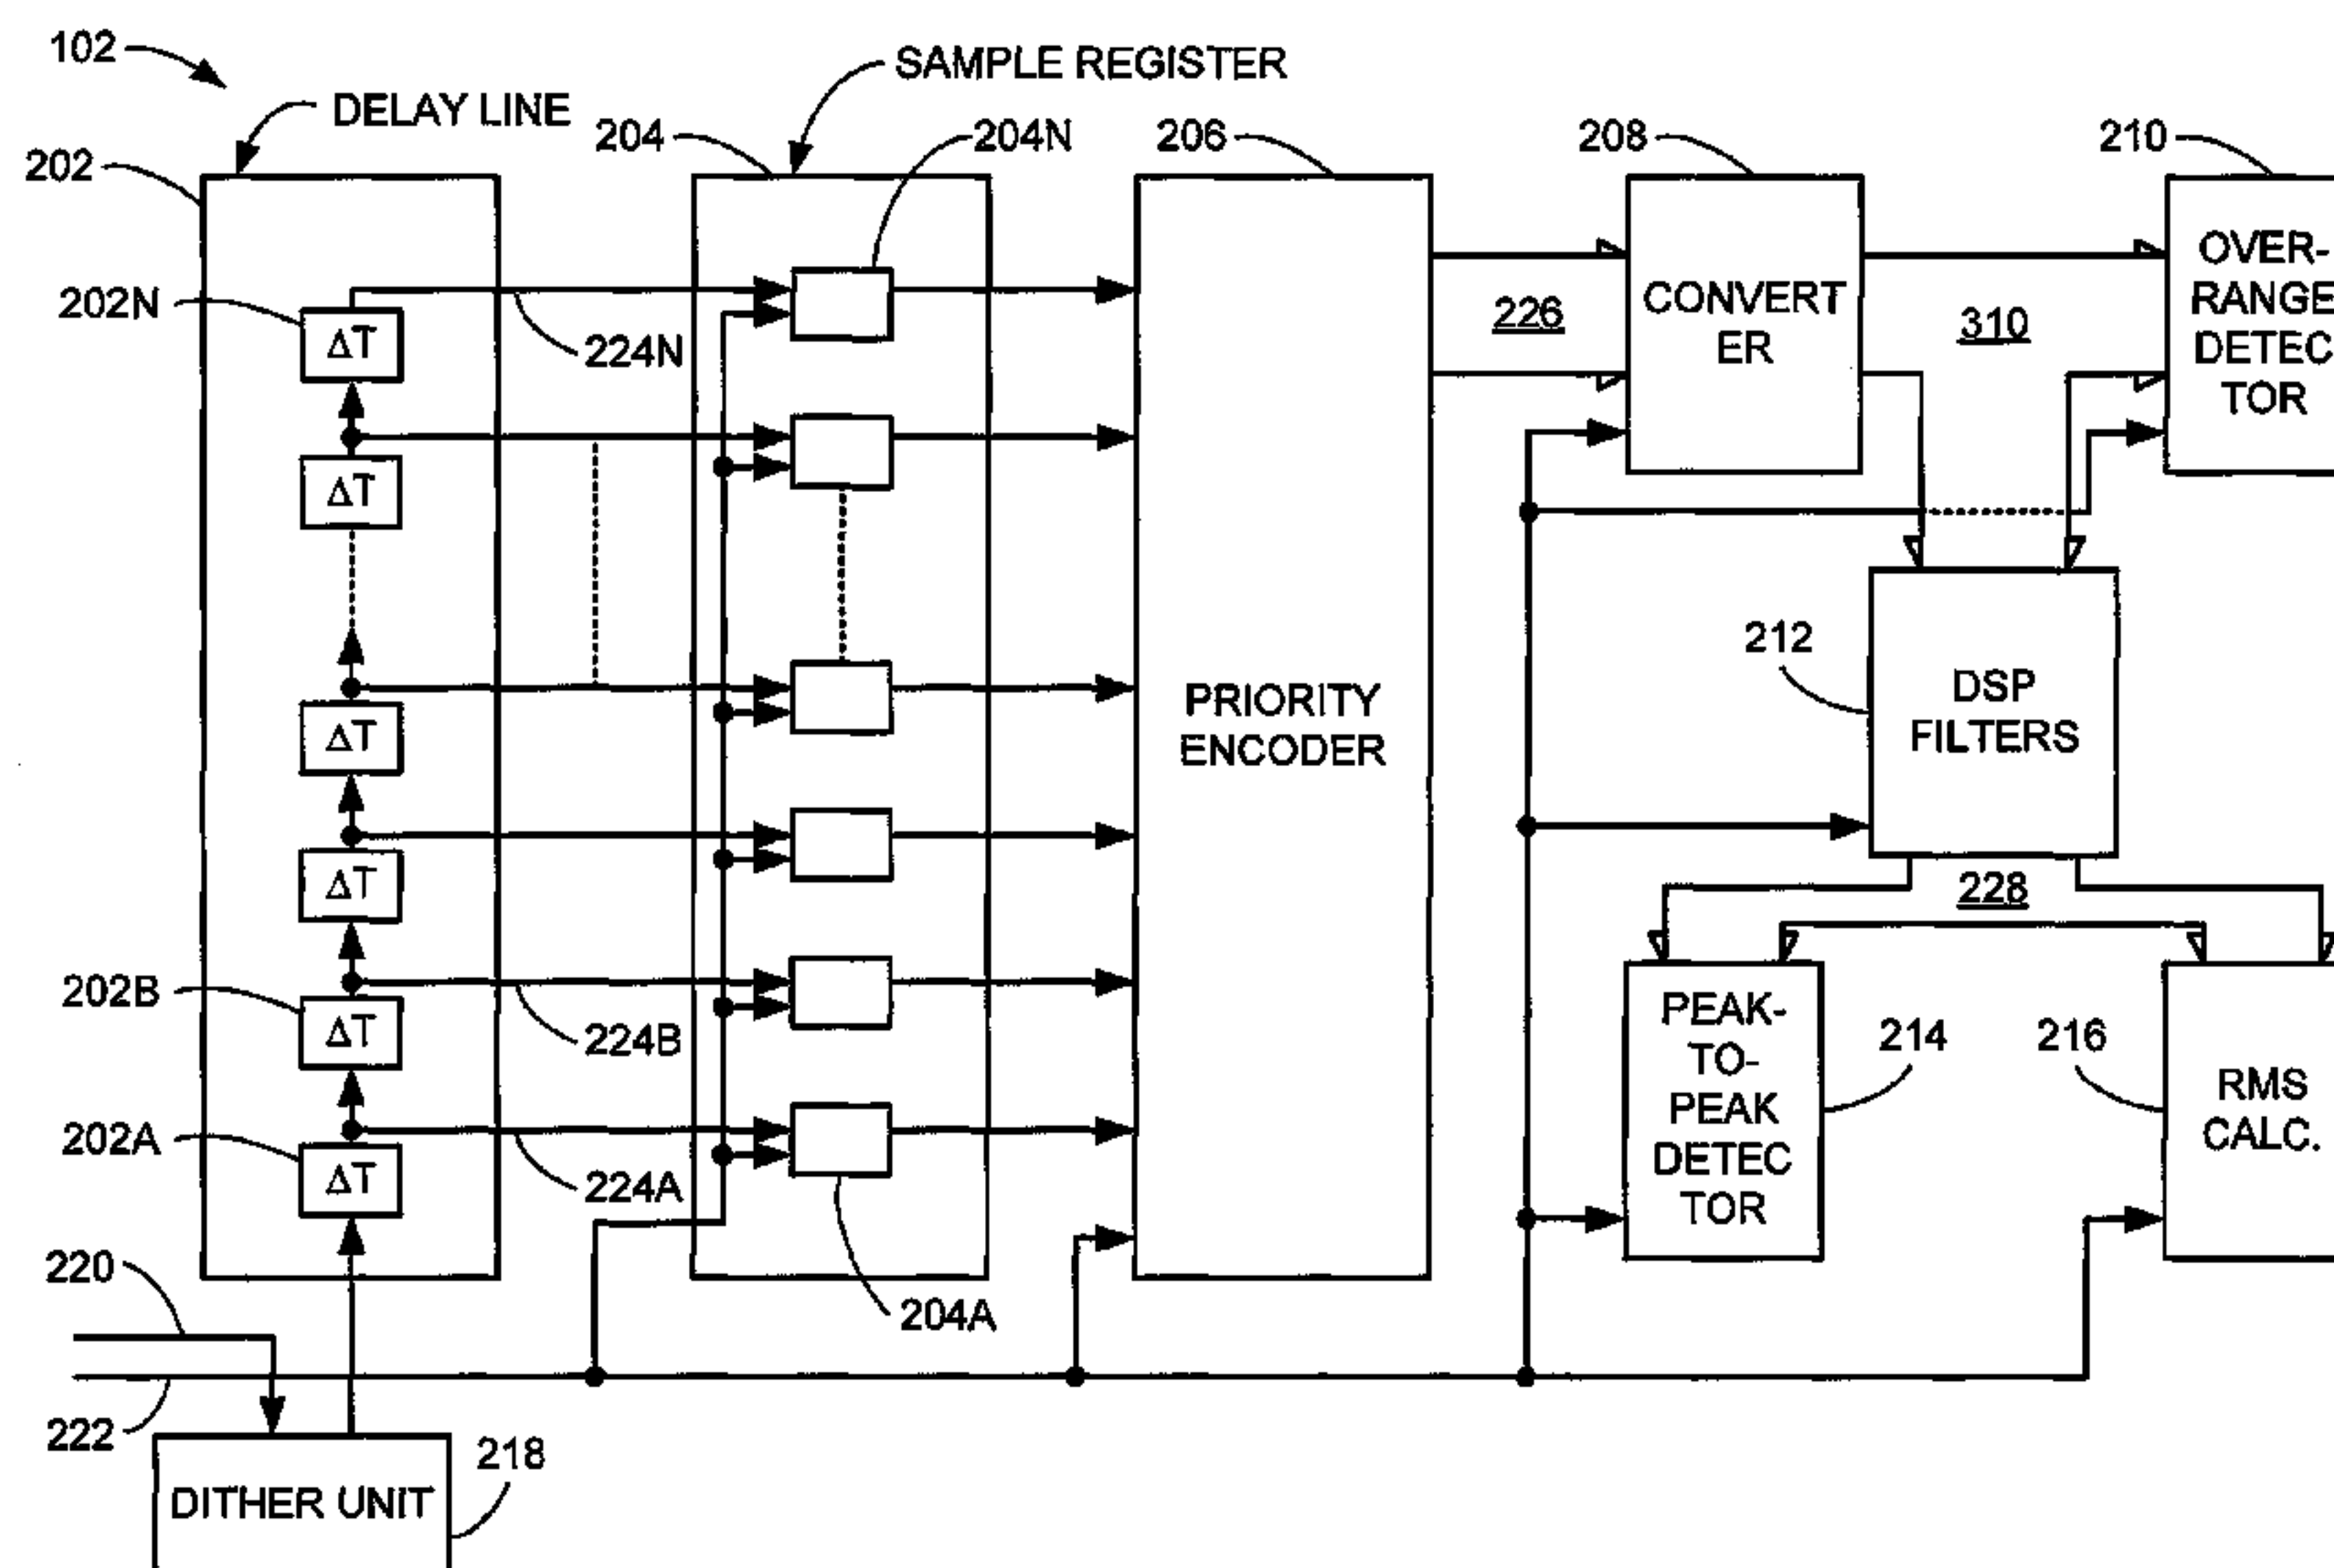 102
SAMPLE REGISTER
DELAY LINE
202
204
204N
206
208
210
202N
ΔT
224N
226
CONVERT
ER
310
OVER-
RANGE
DETEC
TOR
ΔT
212
DSP
FILTERS
PRIORITY
ENCODER
ΔT
ΔT
228
202B
ΔT
224B
PEAK-
TO-
PEAK
DETEC
TOR
214
216
RMS
CALC.
202A
ΔT
224A
220
204A
222
DITHER UNIT
218